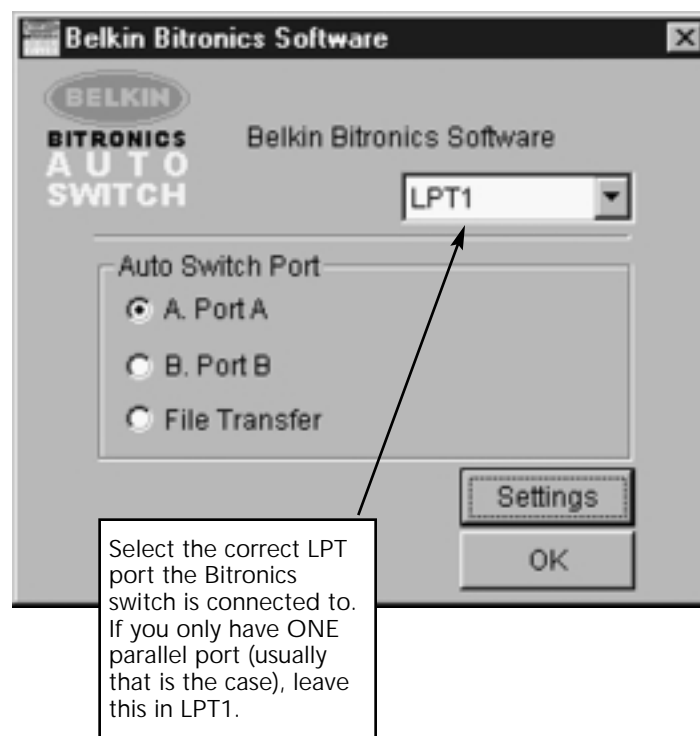 Belkin Bitronics Software
BELKIN
BITRONICS
AUTO
SWITCH
Belkin Bitronics Software
LPT1
Auto Switch Port
A. Port A
B. Port B
File Transfer
Settings
OK
Select the correct LPT
port the Bitronics
switch is connected to.
If you only have ONE
parallel port (usually
that is the case), leave
this in LPT1.